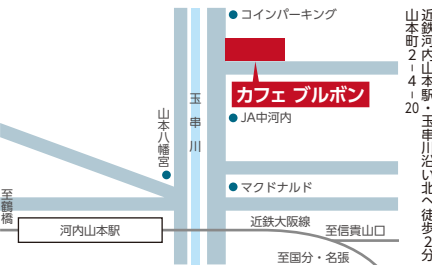 近鉄河内山本駅・玉串川沿い北へ徒歩2分
山本町2-4-20
コインパーキング
カフェ ブルボン
玉串川
JA中河内
山本八幡宮
マクドナルド
至鶴橋
河内山本駅
近鉄大阪線
至信貴山口
至国分・名張